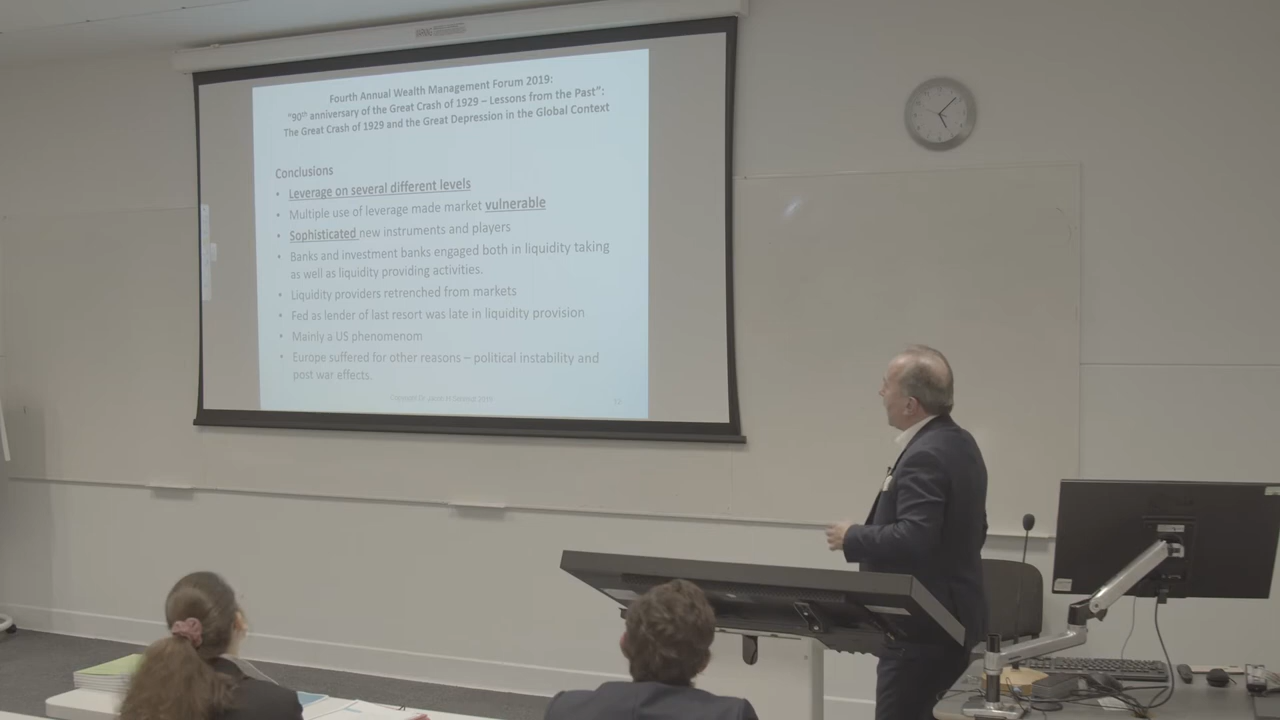 Fourth Annual Wealth Management Forum 2019:
"90th anniversary of the Great Crash of 1929 – Lessons from the Past":
The Great Crash of 1929 and the Great Depression in the Global Context
Conclusions
• Leverage on several different levels
• Multiple use of leverage made market vulnerable
• Sophisticated new instruments and players
• Banks and investment banks engaged both in liquidity taking
as well as liquidity providing activities.
• Liquidity providers retrenched from markets
• Fed as lender of last resort was late in liquidity provision
• Mainly a US phenomenom
• Europe suffered for other reasons – political instability and
post war effects.